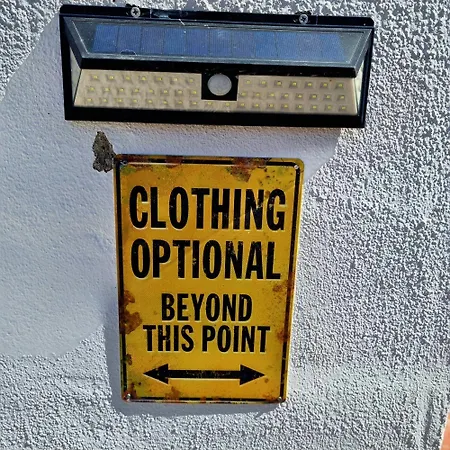 CLOTHING
OPTIONAL
BEYOND
THIS POINT